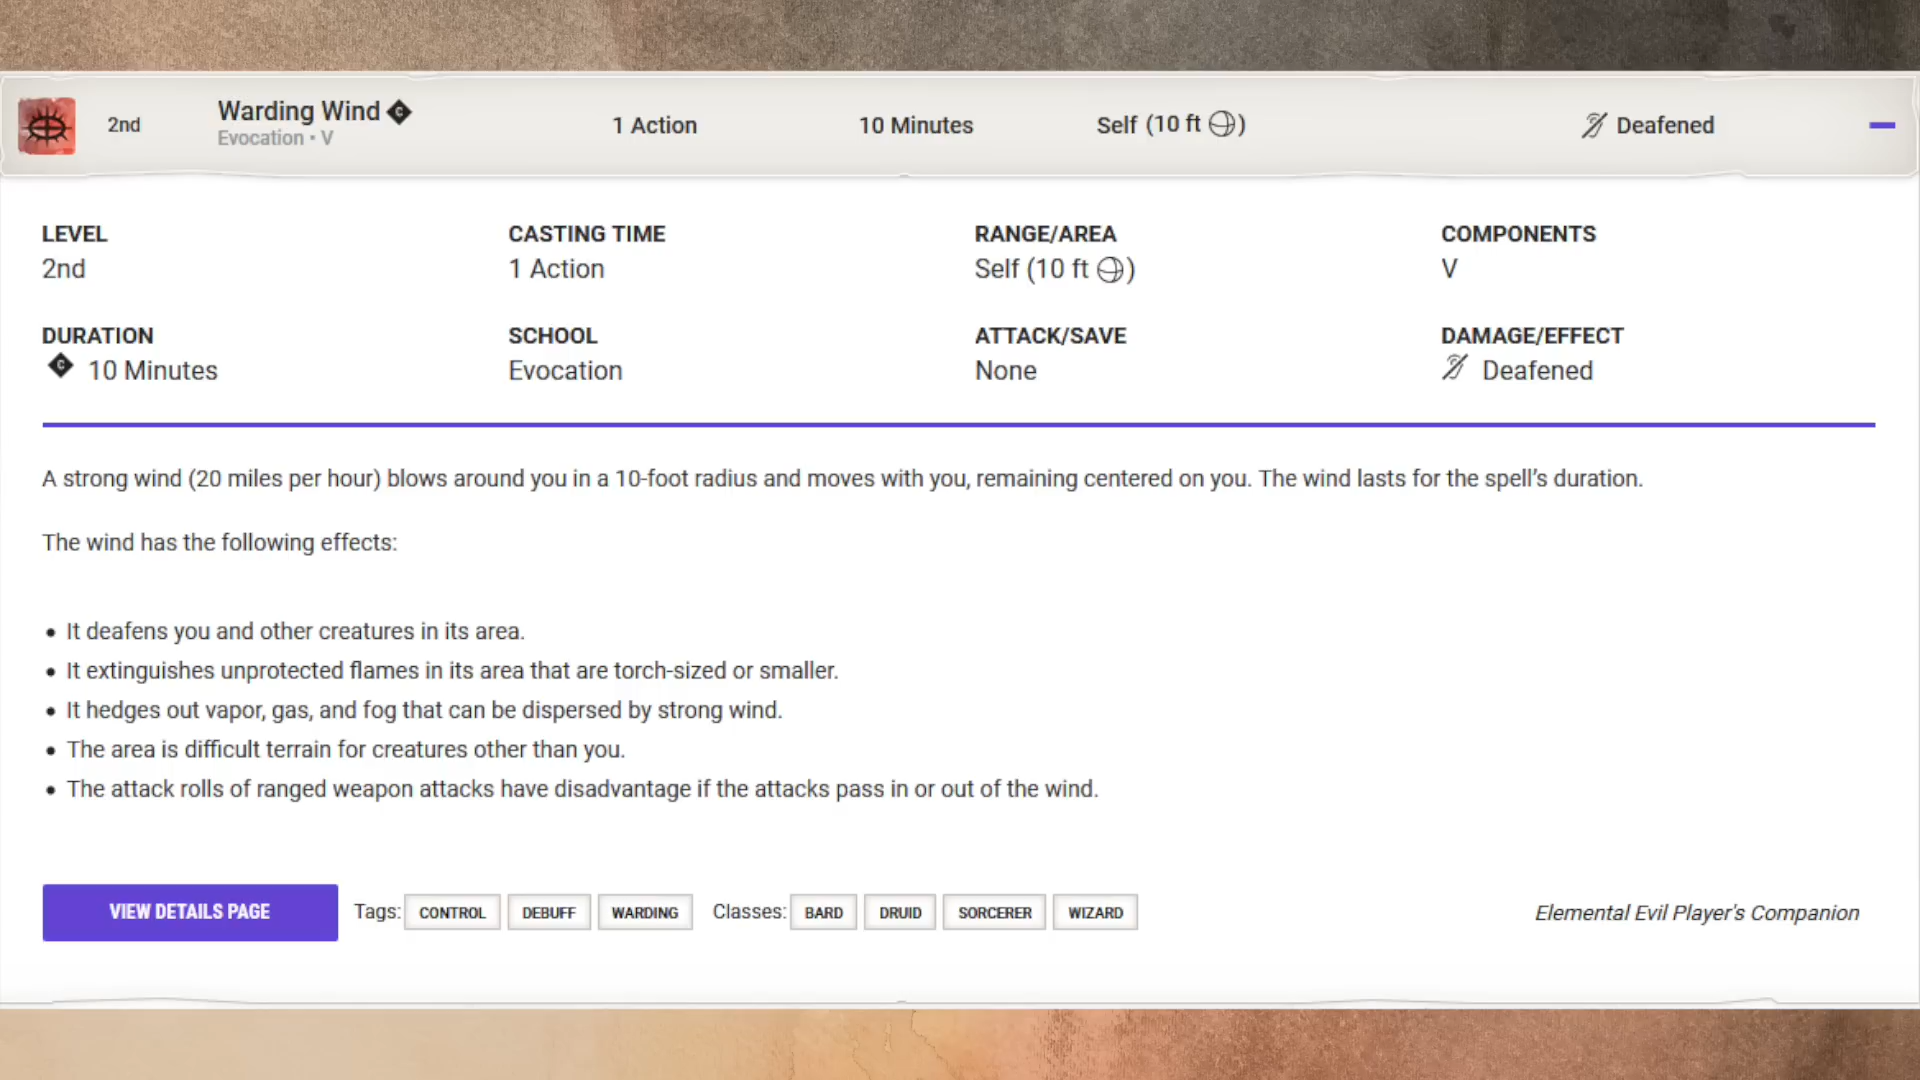 2nd
Warding Wind C
Evocation • V
1 Action
10 Minutes
Self (10 ft )
Deafened
LEVEL
2nd
CASTING TIME
1 Action
RANGE/AREA
Self (10 ft )
COMPONENTS
V
DURATION
C 10 Minutes
SCHOOL
Evocation
ATTACK/SAVE
None
DAMAGE/EFFECT
Deafened
A strong wind (20 miles per hour) blows around you in a 10-foot radius and moves with you, remaining centered on you. The wind lasts for the spell’s duration.
The wind has the following effects:
• It deafens you and other creatures in its area.
• It extinguishes unprotected flames in its area that are torch-sized or smaller.
• It hedges out vapor, gas, and fog that can be dispersed by strong wind.
• The area is difficult terrain for creatures other than you.
• The attack rolls of ranged weapon attacks have disadvantage if the attacks pass in or out of the wind.
VIEW DETAILS PAGE Tags: CONTROL DEBUFF WARDING Classes: BARD DRUID SORCERER WIZARD Elemental Evil Player's Companion